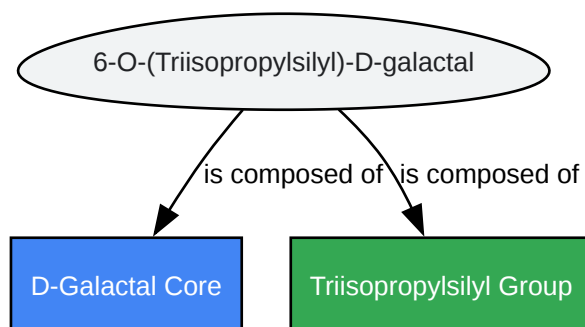 6-O-(Triisopropylsilyl)-D-galactal
is composed of
is composed of
D-Galactal Core
Triisopropylsilyl Group